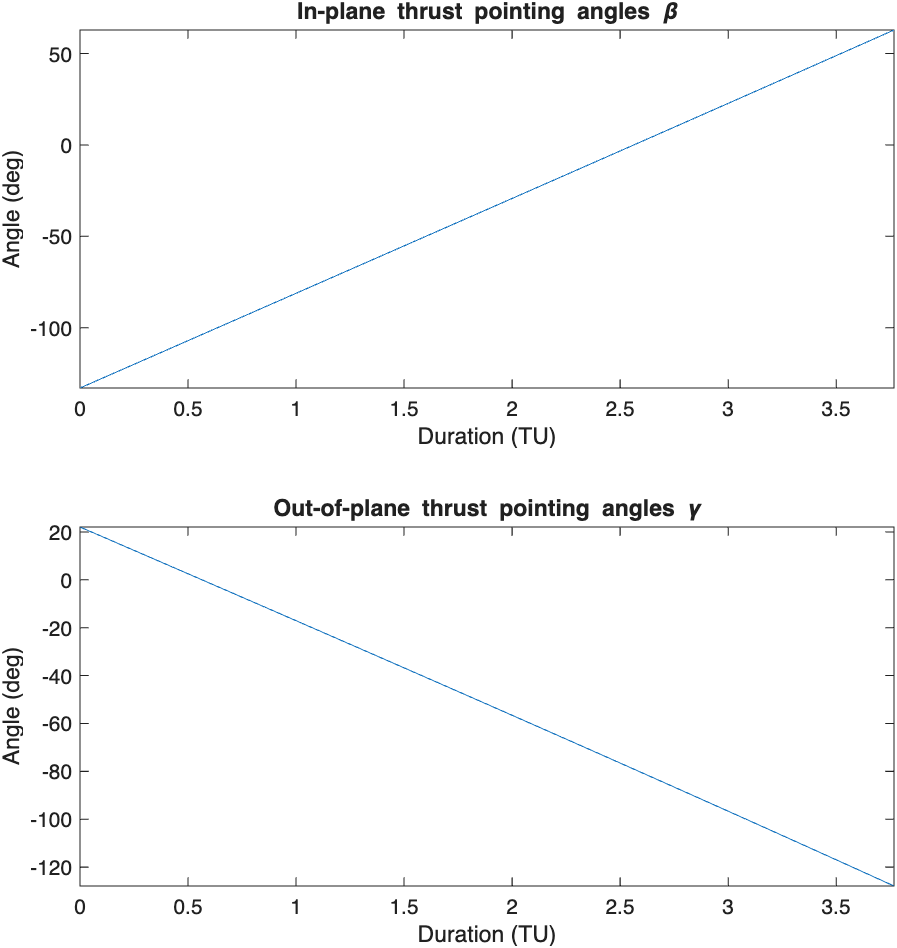 In-plane thrust pointing angles β
50
0
-50
-100
Angle (deg)
0 0.5 1 1.5 2 2.5 3 3.5
Duration (TU)
Out-of-plane thrust pointing angles γ
20
0
-20
-40
-60
-80
-100
-120
Angle (deg)
0 0.5 1 1.5 2 2.5 3 3.5
Duration (TU)